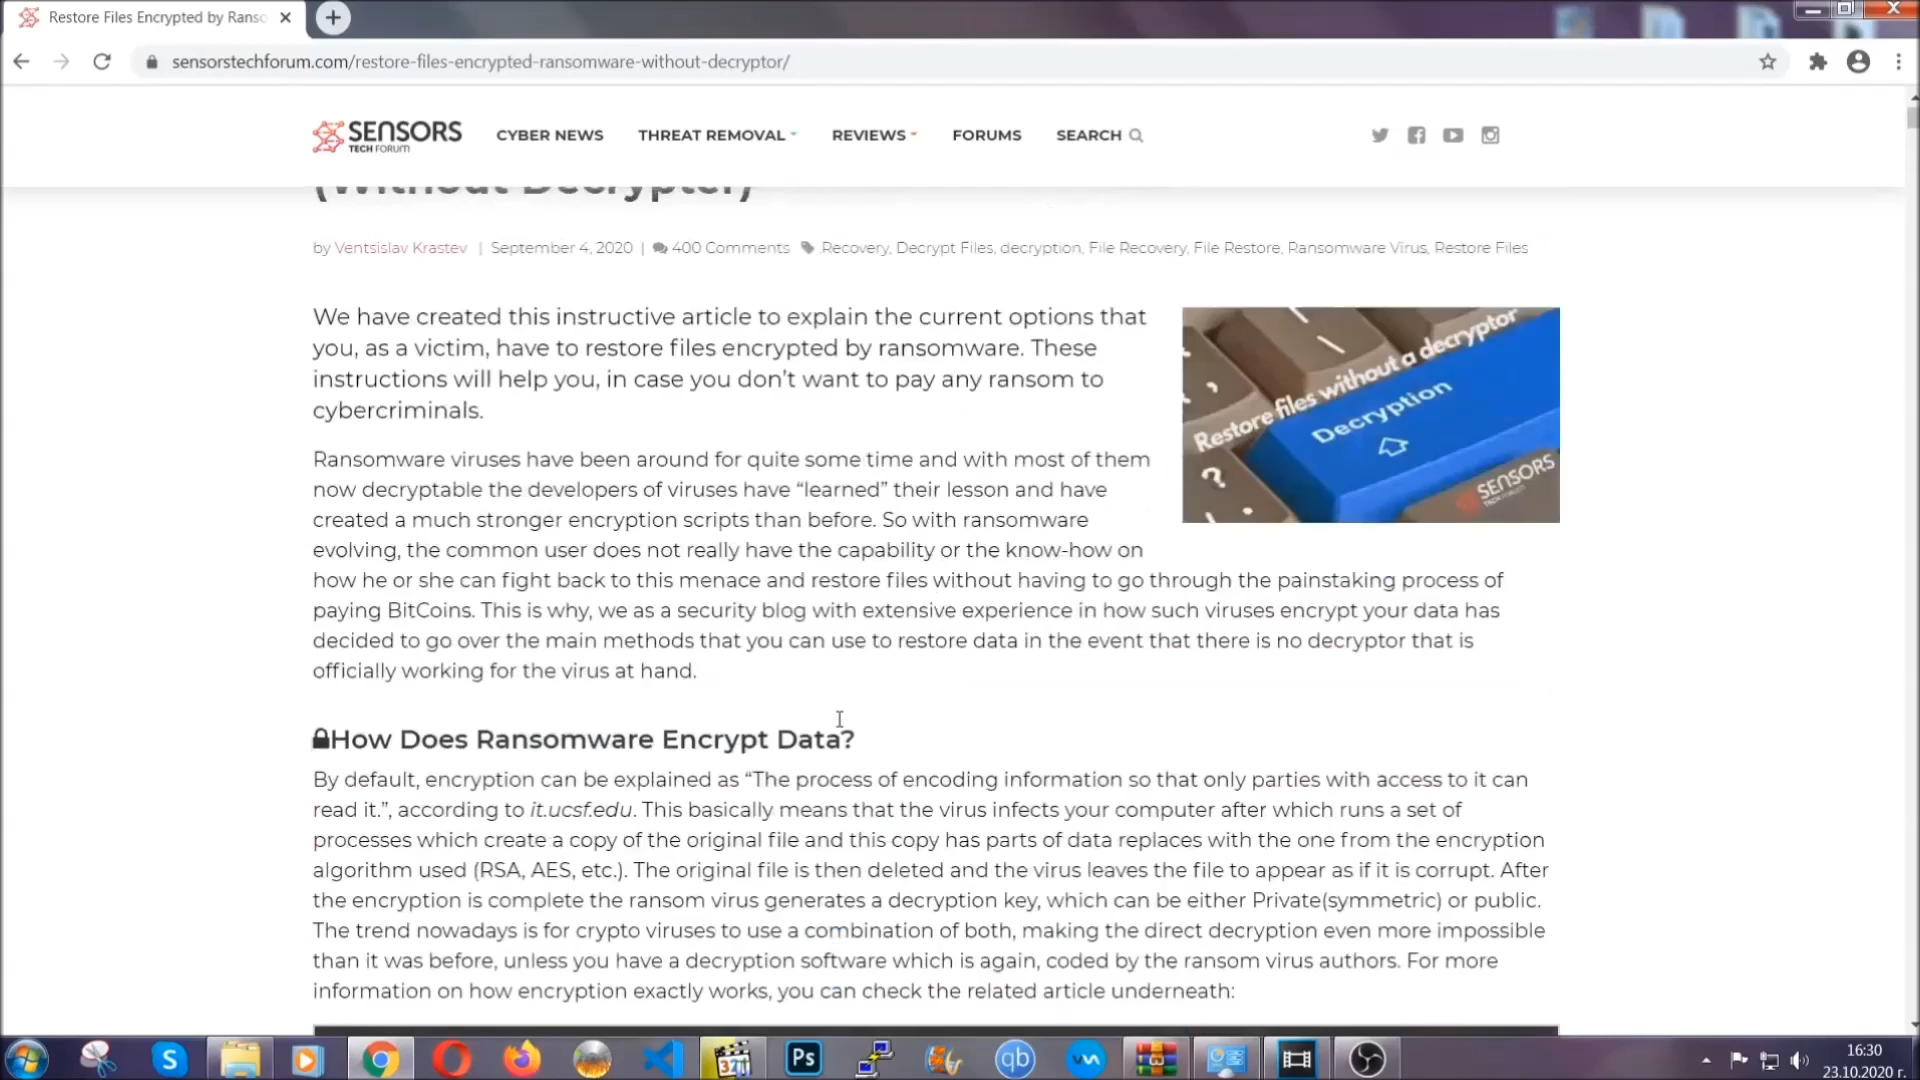 Restore Files Encrypted by Ranso
sensorstechforum.com/restore-files-encrypted-ransomware-without-decryptor/
SENSORS
TECH FORUM
CYBER NEWS THREAT REMOVAL REVIEWS FORUMS SEARCH
(Without Decrypter)
by Ventsislav Krastev | September 4, 2020 | 400 Comments Recovery, Decrypt Files, decryption, File Recovery, File Restore, Ransomware Virus, Restore Files
We have created this instructive article to explain the current options that
you, as a victim, have to restore files encrypted by ransomware. These
instructions will help you, in case you don’t want to pay any ransom to
cybercriminals.
Restore files without a decryptor
Decryption
SENSORS
Ransomware viruses have been around for quite some time and with most of them
now decryptable the developers of viruses have “learned” their lesson and have
created a much stronger encryption scripts than before. So with ransomware
evolving, the common user does not really have the capability or the know-how on
how he or she can fight back to this menace and restore files without having to go through the painstaking process of
paying BitCoins. This is why, we as a security blog with extensive experience in how such viruses encrypt your data has
decided to go over the main methods that you can use to restore data in the event that there is no decryptor that is
officially working for the virus at hand.
How Does Ransomware Encrypt Data?
By default, encryption can be explained as “The process of encoding information so that only parties with access to it can
read it.”, according to it.ucsf.edu. This basically means that the virus infects your computer after which runs a set of
processes which create a copy of the original file and this copy has parts of data replaces with the one from the encryption
algorithm used (RSA, AES, etc.). The original file is then deleted and the virus leaves the file to appear as if it is corrupt. After
the encryption is complete the ransom virus generates a decryption key, which can be either Private(symmetric) or public.
The trend nowadays is for crypto viruses to use a combination of both, making the direct decryption even more impossible
than it was before, unless you have a decryption software which is again, coded by the ransom virus authors. For more
information on how encryption exactly works, you can check the related article underneath:
Ps
qb
16:30
23.10.2020 г.